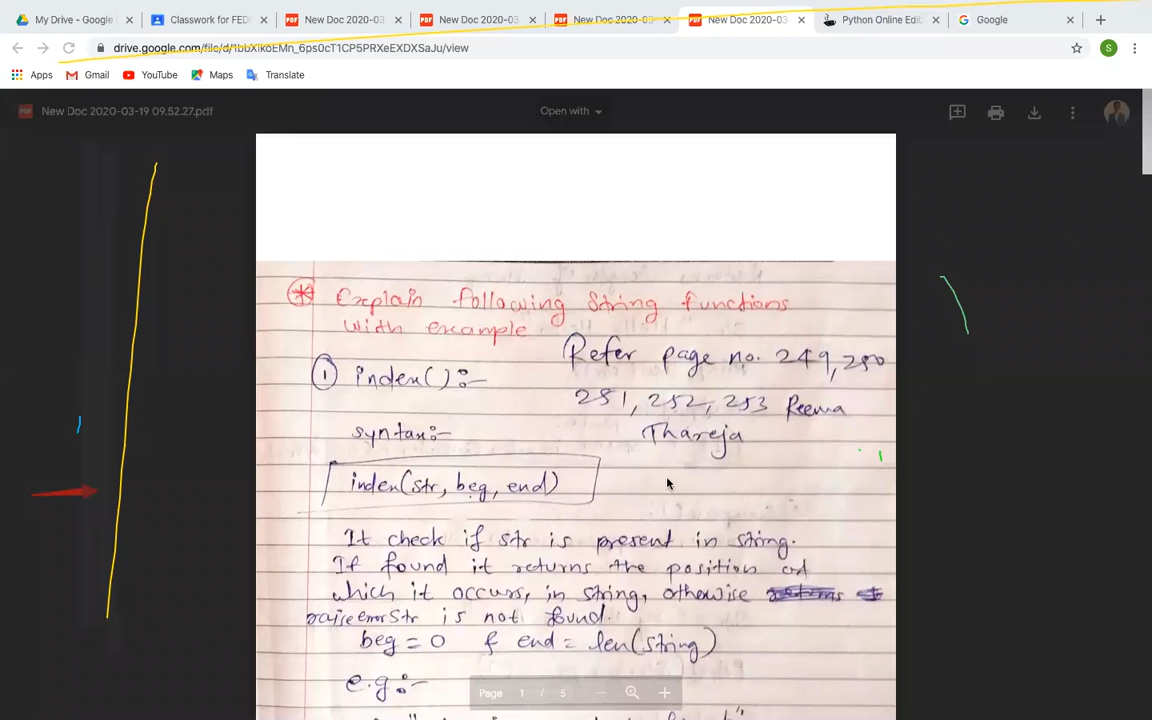 My Drive - Google
Classwork for FED
New Doc 2020-03
New Doc 2020-03
New Doc 2020-03
New Doc 2020-03
Python Online Edit
Google
drive.google.com/file/d/1bbXlkoEMn_6ps0cT1CP5PRXeEXDXSaJu/view
S
Apps
Gmail
YouTube
Maps
Translate
New Doc 2020-03-19 09.52.27.pdf
Open with
Explain following String functions
with example
Refer page no. 249, 250
① index() :-
251, 252, 253 Reema
Thareja
syntax:-
index(str, beg, end)
It check if str is present in string.
If found it returns the position at
which it occurs, in string, otherwise
raise error str is not found.
beg = 0 & end = len(string)
e.g :-
Page 1 / 5